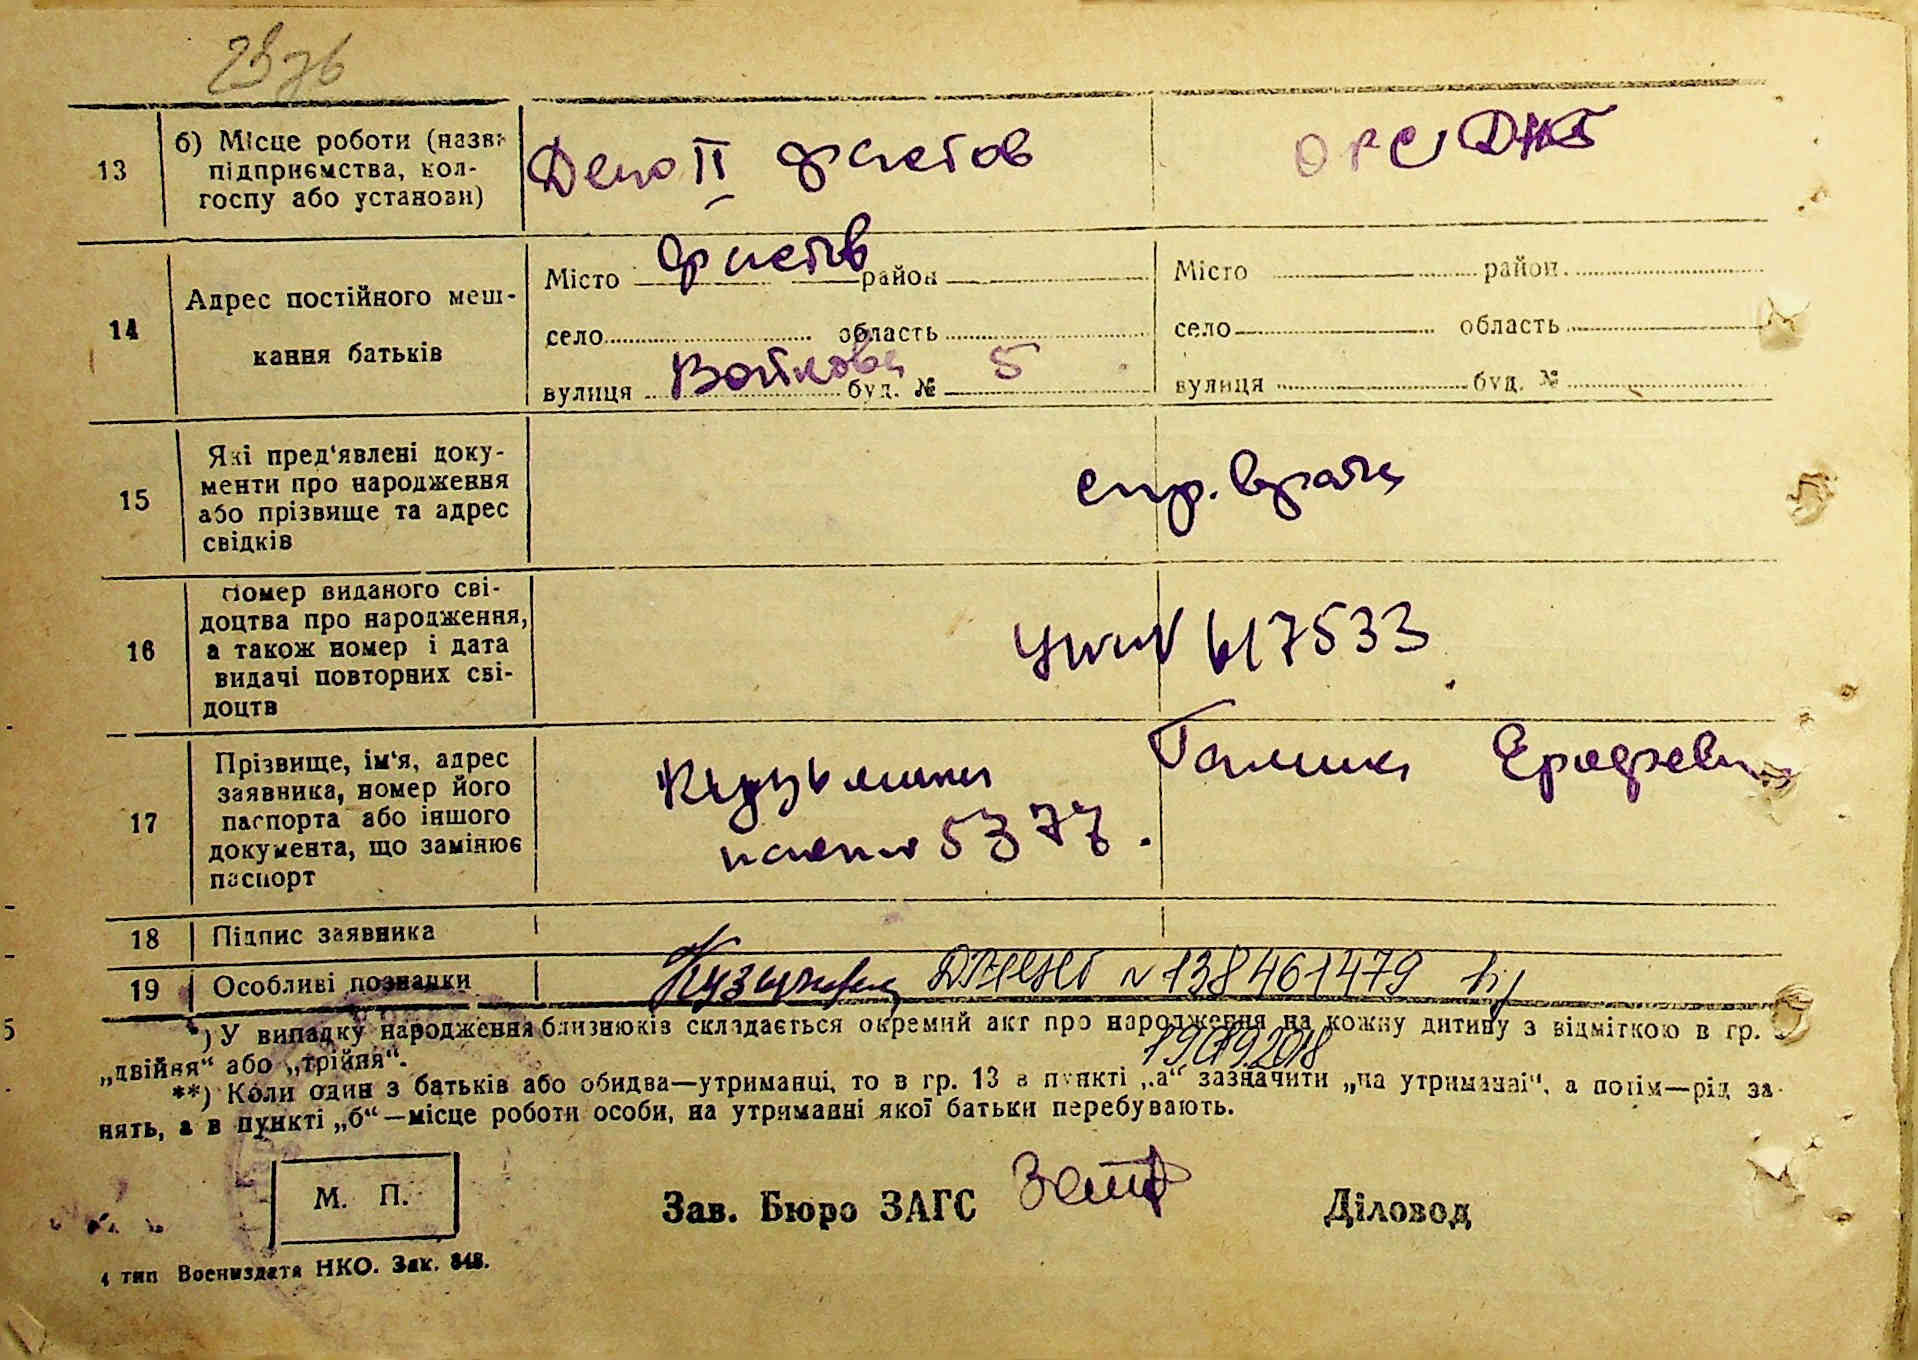 13
б) Місце роботи (назва
підприємства, кол-
госпу або установи)
Депо II Фастов
ОРС ДН
14
Адрес постійного меш-
кання батьків
Місто Фастів район
село область
вулиця Войкова буд. № 5
Місто район
село область
вулиця буд. №
15
Які пред'явлені доку-
менти про народження
або прізвище та адрес
свідків
спр. врача
16
Номер виданого сві-
доцтва про народження,
а також номер і дата
видачі повторних сві-
доцтв
617533
17
Прізвище, ім'я, адрес
заявника, номер його
паспорта або іншого
документа, що замінює
паспорт
Галина
18 Підпис заявника
19 Особливі познаки
№ 138461479
*) У випадку народження близнюків складається окремий акт про народження на кожну дитину з відміткою в гр.
„двійня“ або „трійня“.
19.09.2018
**) Коли один з батьків або обидва—утриманці, то в гр. 13 в пункті „а“ зазначити „на утриманні“, а потім—рід за-
нять, а в пункті „б“—місце роботи особи, на утриманні якої батьки перебувають.
М. П.
Зав. Бюро ЗАГС
Діловод
4 тип Воениздата НКО. Зак. 848.